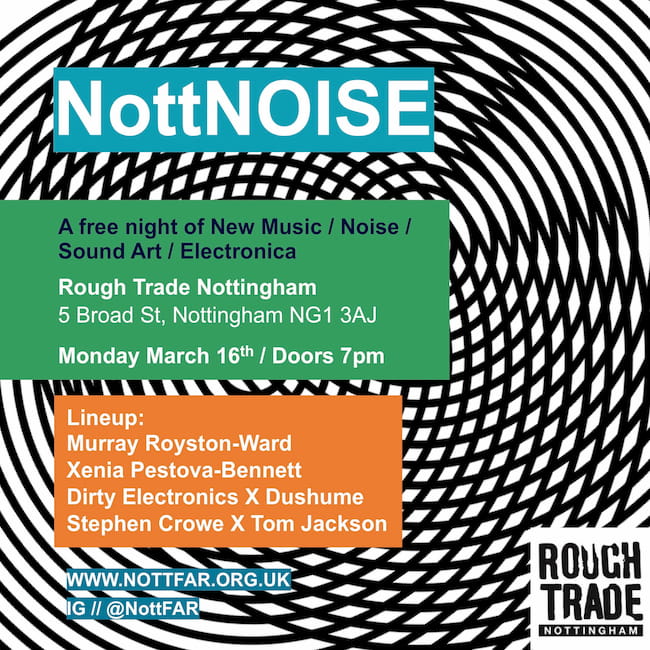 NottNOISE
A free night of New Music / Noise /
Sound Art / Electronica
Rough Trade Nottingham
5 Broad St, Nottingham NG1 3AJ
Monday March 16th / Doors 7pm
Lineup:
Murray Royston-Ward
Xenia Pestova-Bennett
Dirty Electronics X Dushume
Stephen Crowe X Tom Jackson
WWW.NOTTFAR.ORG.UK
IG // @NottFAR
ROUGH
TRADE
NOTTINGHAM